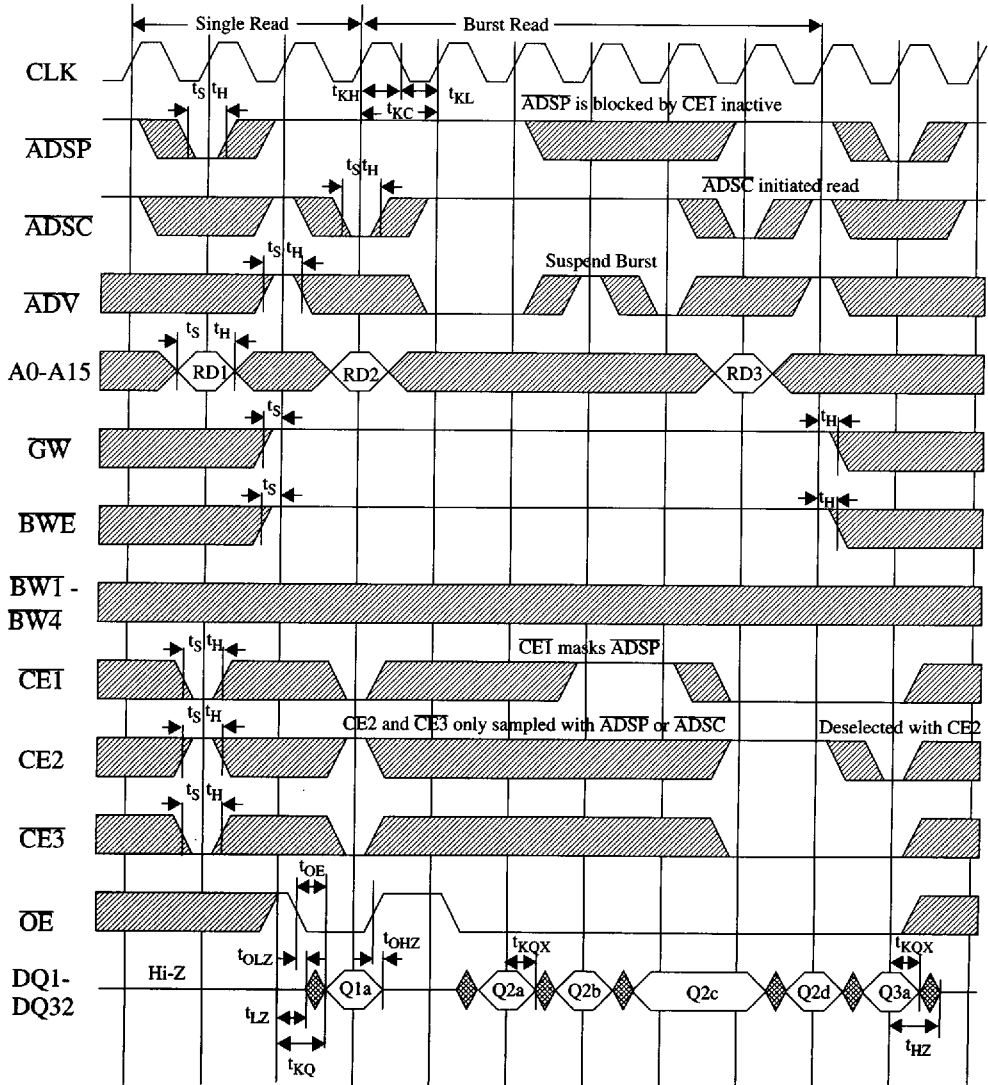 Single Read Burst Read
CLK
tS tH
tKH tKL
tKC
ADSP is blocked by CE1 inactive
ADSP
tS tH
ADSC initiated read
ADSC
tS tH
Suspend Burst
ADV
tS tH
A0-A15 RD1 RD2 RD3
tS tH
GW
tS tH
BWE
BW1 -
BW4
tS tH
CE1 masks ADSP
CE1
tS tH
CE2 and CE3 only sampled with ADSP or ADSC
Deselected with CE2
CE2
tS tH
CE3
tOE
OE
tOLZ tOHZ tKQX tKQX
DQ1-
DQ32
Hi-Z Q1a Q2a Q2b Q2c Q2d Q3a
tLZ
tKQ
tHZ